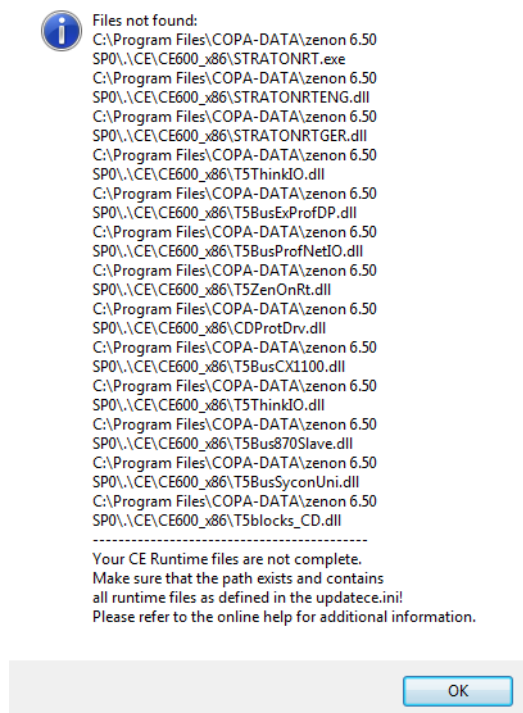 Files not found:
C:\Program Files\COPA-DATA\zenon 6.50
SP0\.\CE\CE600_x86\STRATONRT.exe
C:\Program Files\COPA-DATA\zenon 6.50
SP0\.\CE\CE600_x86\STRATONRTENG.dll
C:\Program Files\COPA-DATA\zenon 6.50
SP0\.\CE\CE600_x86\STRATONRTGER.dll
C:\Program Files\COPA-DATA\zenon 6.50
SP0\.\CE\CE600_x86\T5ThinkIO.dll
C:\Program Files\COPA-DATA\zenon 6.50
SP0\.\CE\CE600_x86\T5BusExProfDP.dll
C:\Program Files\COPA-DATA\zenon 6.50
SP0\.\CE\CE600_x86\T5BusProfNetIO.dll
C:\Program Files\COPA-DATA\zenon 6.50
SP0\.\CE\CE600_x86\T5ZenOnRt.dll
C:\Program Files\COPA-DATA\zenon 6.50
SP0\.\CE\CE600_x86\CDProtDrv.dll
C:\Program Files\COPA-DATA\zenon 6.50
SP0\.\CE\CE600_x86\T5BusCX1100.dll
C:\Program Files\COPA-DATA\zenon 6.50
SP0\.\CE\CE600_x86\T5ThinkIO.dll
C:\Program Files\COPA-DATA\zenon 6.50
SP0\.\CE\CE600_x86\T5Bus870Slave.dll
C:\Program Files\COPA-DATA\zenon 6.50
SP0\.\CE\CE600_x86\T5BusSyconUni.dll
C:\Program Files\COPA-DATA\zenon 6.50
SP0\.\CE\CE600_x86\T5blocks_CD.dll
-------------------------------------------
Your CE Runtime files are not complete.
Make sure that the path exists and contains
all runtime files as defined in the updatece.ini!
Please refer to the online help for additional information.
OK